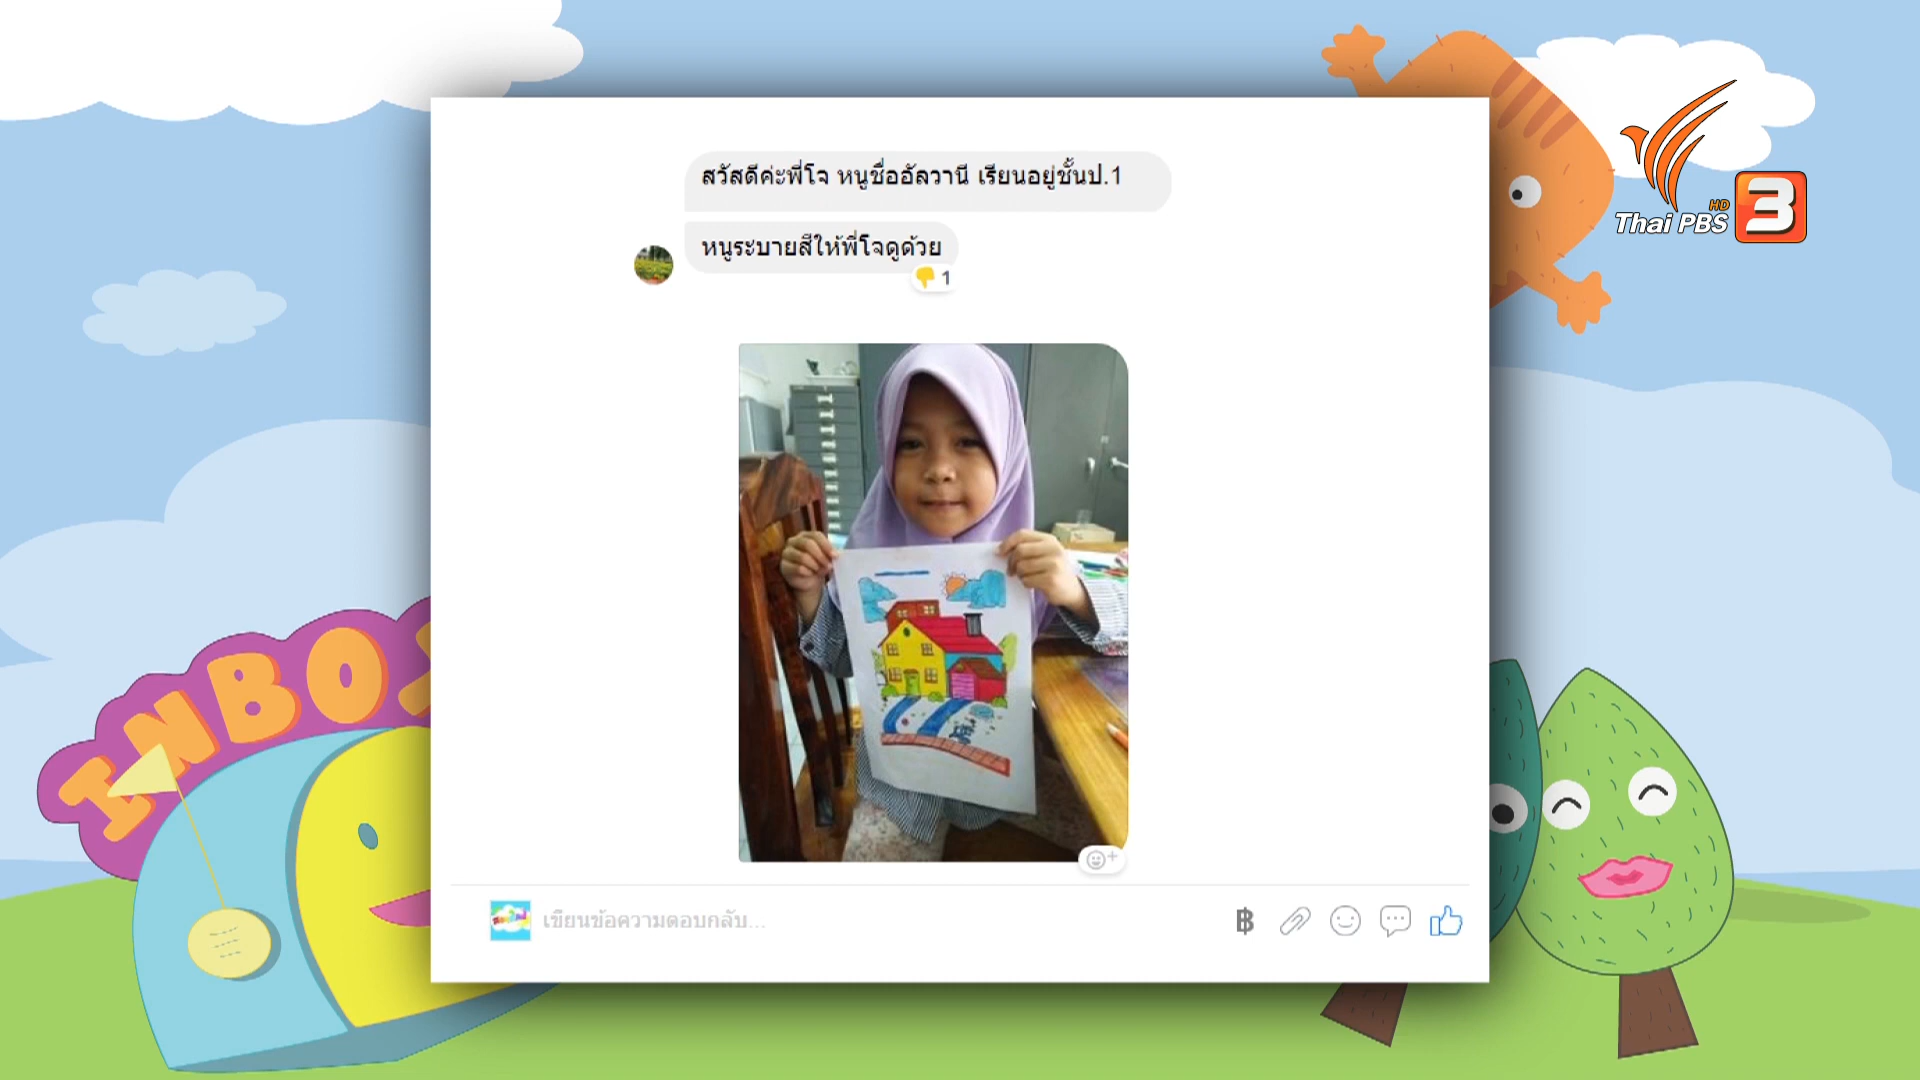 สวัสดีค่ะพี่โจ หนูชื่ออัลวานี เรียนอยู่ชั้นป.1
หนูระบายสีให้พี่โจดูด้วย
1
HD
Thai PBS 3
INBO
เขียนข้อความตอบกลับ...